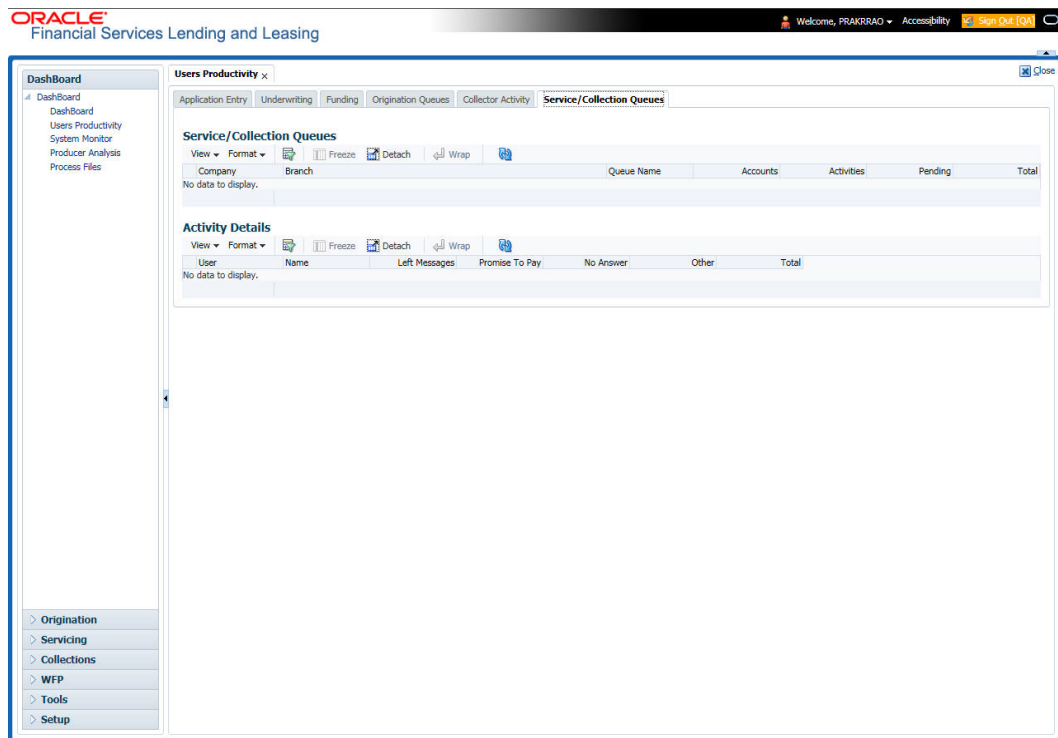 ORACLE
Financial Services Lending and Leasing
Welcome, PRAKRRAO Accessibility Sign Out [QA]
DashBoard
DashBoard
DashBoard
Users Productivity
System Monitor
Producer Analysis
Process Files
Origination
Servicing
Collections
WFP
Tools
Setup
Users Productivity x
Close
Application Entry Underwriting Funding Origination Queues Collector Activity Service/Collection Queues
Service/Collection Queues
View Format Freeze Detach Wrap
Company Branch Queue Name Accounts Activities Pending Total
No data to display.
Activity Details
View Format Freeze Detach Wrap
User Name Left Messages Promise To Pay No Answer Other Total
No data to display.